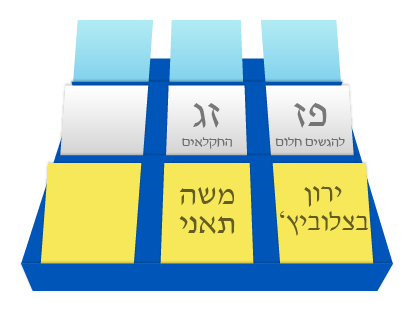 פז
להגשים חלום
זג
החקלאים
ירון
בצלוביץ'
משה
תאני